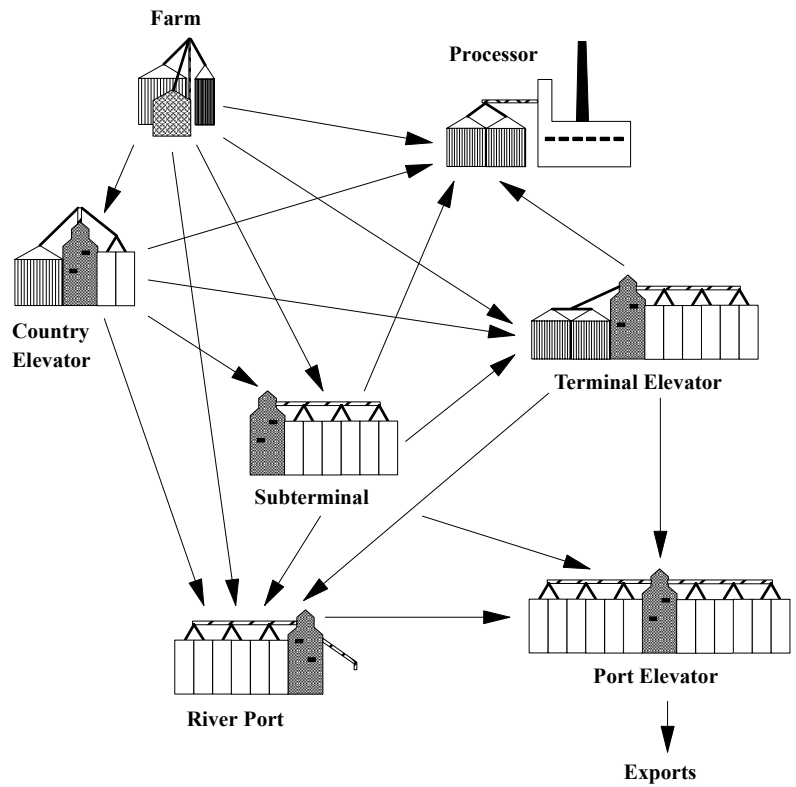 Farm
Processor
Country
Elevator
Terminal Elevator
Subterminal
Port Elevator
River Port
Exports